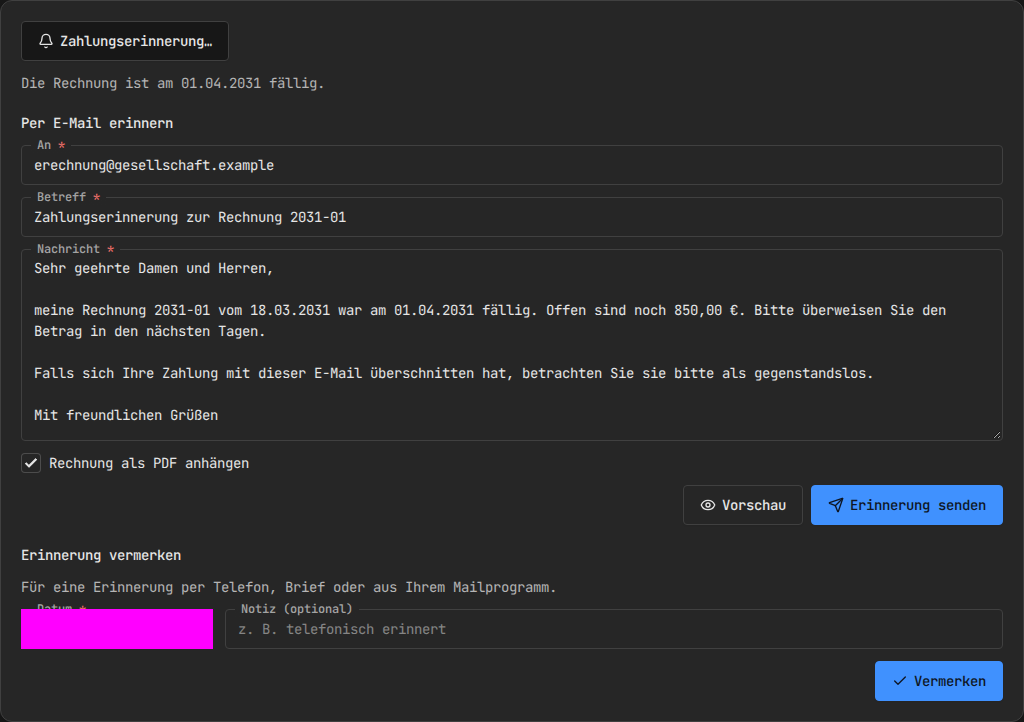 Zahlungserinnerung…
Die Rechnung ist am 01.04.2031 fällig.
Per E-Mail erinnern
An *
erechnung@gesellschaft.example
Betreff *
Zahlungserinnerung zur Rechnung 2031-01
Nachricht *
Sehr geehrte Damen und Herren,
meine Rechnung 2031-01 vom 18.03.2031 war am 01.04.2031 fällig. Offen sind noch 850,00 €. Bitte überweisen Sie den
Betrag in den nächsten Tagen.
Falls sich Ihre Zahlung mit dieser E-Mail überschnitten hat, betrachten Sie sie bitte als gegenstandslos.
Mit freundlichen Grüßen
Rechnung als PDF anhängen
Vorschau
Erinnerung senden
Erinnerung vermerken
Für eine Erinnerung per Telefon, Brief oder aus Ihrem Mailprogramm.
Datum *
Notiz (optional)
z. B. telefonisch erinnert
Vermerken